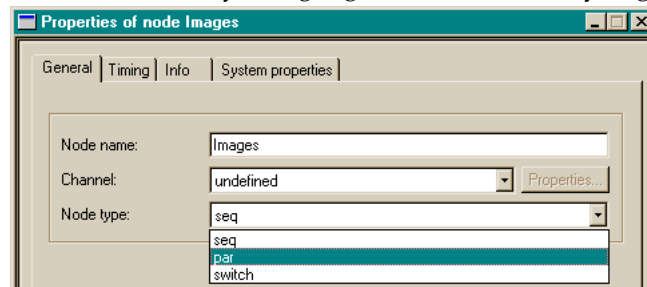 Properties of node Images
General Timing Info System properties
Node name: Images
Channel: undefined Properties...
Node type: seq
seq
par
switch